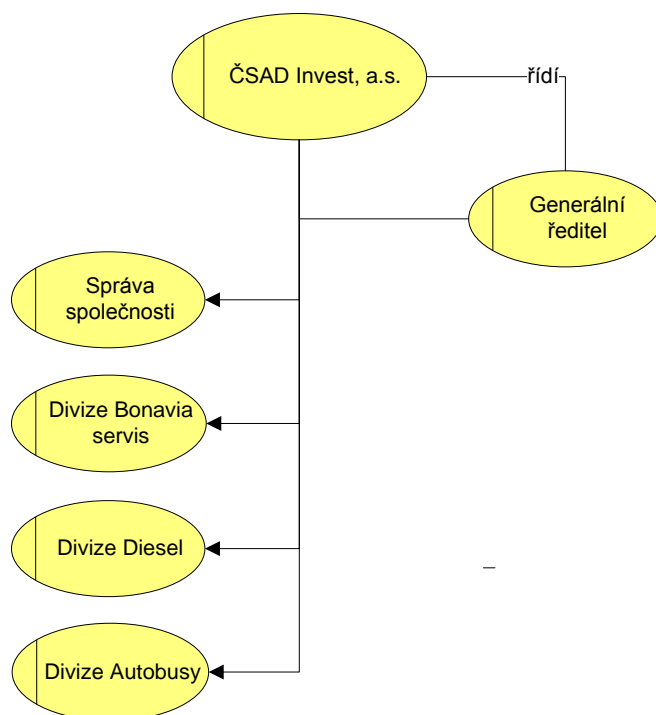 ČSAD Invest, a.s.
řídí
Generální
ředitel
Správa
společnosti
Divize Bonavia
servis
Divize Diesel
Divize Autobusy